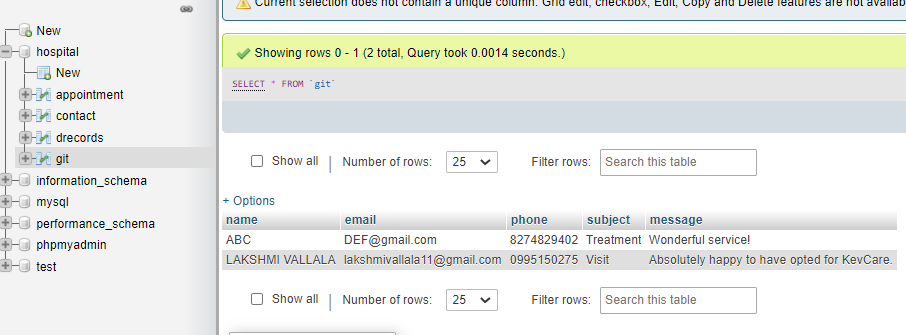 New
hospital
New
appointment
contact
drecords
git
information_schema
mysql
performance_schema
phpmyadmin
test
Current selection does not contain a unique column. Grid edit, checkbox, Edit, Copy and Delete features are not availa
Showing rows 0 - 1 (2 total, Query took 0.0014 seconds.)
SELECT * FROM `git`
Show all | Number of rows: 25 Filter rows: Search this table
+ Options
name email phone subject message
ABC DEF@gmail.com 8274829402 Treatment Wonderful service!
LAKSHMI VALLALA lakshmivallala11@gmail.com 0995150275 Visit Absolutely happy to have opted for KevCare.
Show all | Number of rows: 25 Filter rows: Search this table